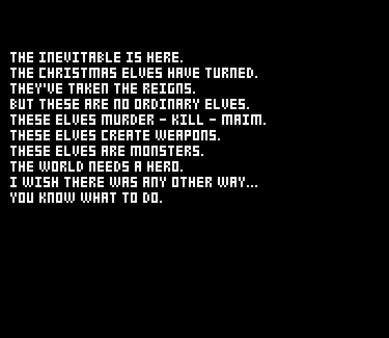 THE INEVITABLE IS HERE.
THE CHRISTMAS ELVES HAVE TURNED.
THEY'VE TAKEN THE REIGNS.
BUT THESE ARE NO ORDINARY ELVES.
THESE ELVES MURDER - KILL - MAIM.
THESE ELVES CREATE WEAPONS.
THESE ELVES ARE MONSTERS.
THE WORLD NEEDS A HERO.
I WISH THERE WAS ANY OTHER WAY...
YOU KNOW WHAT TO DO.